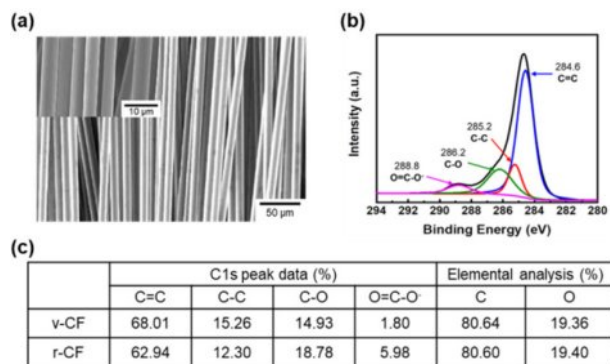 (a)
10 µm
50 µm
(b)
Intensity (a.u.)
284.6
C=C
285.2
C-C
286.2
C-O
288.8
O=C-O⁻
294 292 290 288 286 284 282 280
Binding Energy (eV)
(c)
C1s peak data (%) Elemental analysis (%)
C=C C-C C-O O=C-O⁻ C O
v-CF 68.01 15.26 14.93 1.80 80.64 19.36
r-CF 62.94 12.30 18.78 5.98 80.60 19.40